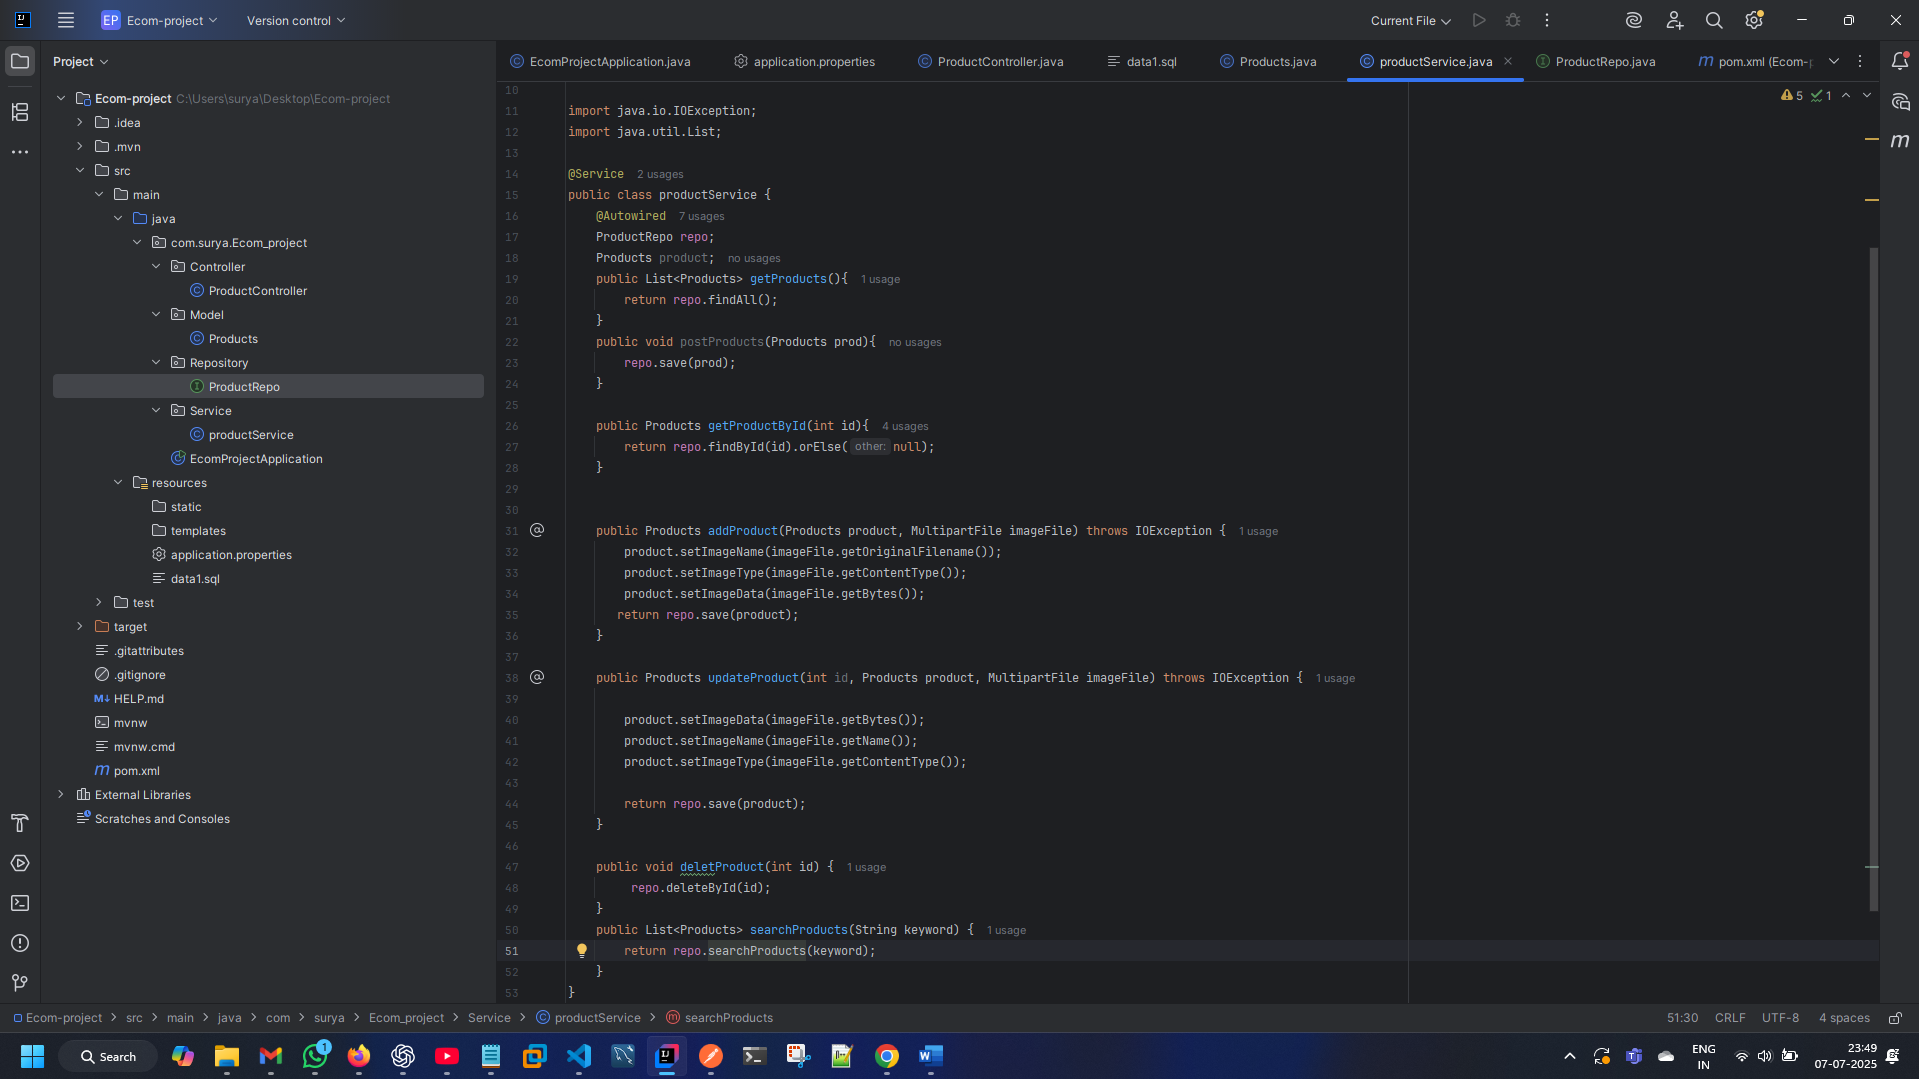 EP Ecom-project Version control Current File
Project
EcomProjectApplication.java application.properties ProductController.java data1.sql Products.java productService.java ProductRepo.java pom.xml (Ecom-p
Ecom-project C:\Users\surya\Desktop\Ecom-project
.idea
.mvn
src
main
java
com.surya.Ecom_project
Controller
ProductController
Model
Products
Repository
ProductRepo
Service
productService
EcomProjectApplication
resources
static
templates
application.properties
data1.sql
test
target
.gitattributes
.gitignore
M↓ HELP.md
mvnw
mvnw.cmd
m pom.xml
External Libraries
Scratches and Consoles
5 1
10
11 import java.io.IOException;
12 import java.util.List;
13
14 @Service 2 usages
15 public class productService {
16 @Autowired 7 usages
17 ProductRepo repo;
18 Products product; no usages
19 public List<Products> getProducts(){ 1 usage
20 return repo.findAll();
21 }
22 public void postProducts(Products prod){ no usages
23 repo.save(prod);
24 }
25
26 public Products getProductById(int id){ 4 usages
27 return repo.findById(id).orElse( other: null);
28 }
29
30
31 public Products addProduct(Products product, MultipartFile imageFile) throws IOException { 1 usage
32 product.setImageName(imageFile.getOriginalFilename());
33 product.setImageType(imageFile.getContentType());
34 product.setImageData(imageFile.getBytes());
35 return repo.save(product);
36 }
37
38 public Products updateProduct(int id, Products product, MultipartFile imageFile) throws IOException { 1 usage
39
40 product.setImageData(imageFile.getBytes());
41 product.setImageName(imageFile.getName());
42 product.setImageType(imageFile.getContentType());
43
44 return repo.save(product);
45 }
46
47 public void deletProduct(int id) { 1 usage
48 repo.deleteById(id);
49 }
50 public List<Products> searchProducts(String keyword) { 1 usage
51 return repo.searchProducts(keyword);
52 }
53 }
Ecom-project > src > main > java > com > surya > Ecom_project > Service > productService > searchProducts 51:30 CRLF UTF-8 4 spaces
Search 1 ENG 23:49
IN 07-07-2025